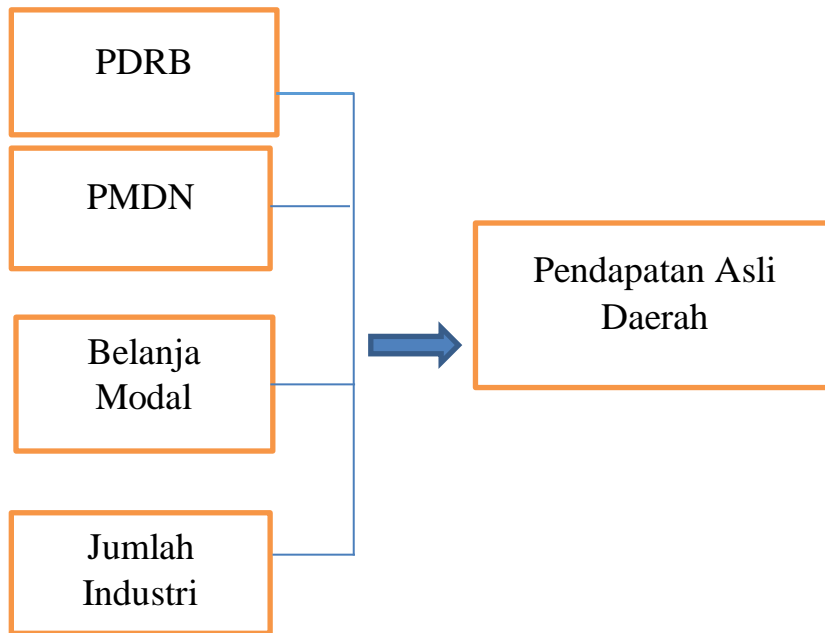 PDRB
PMDN
Belanja
Modal
Jumlah
Industri
Pendapatan Asli
Daerah